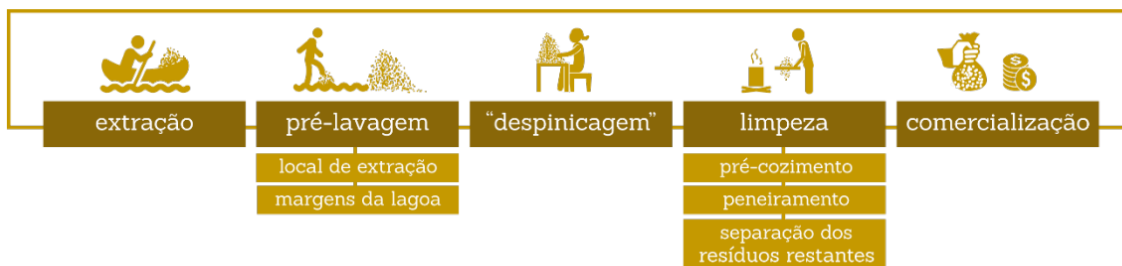 extração
pré-lavagem
local de extração
margens da lagoa
“despinicagem”
limpeza
pré-cozimento
peneiramento
separação dos
resíduos restantes
comercialização
$
$